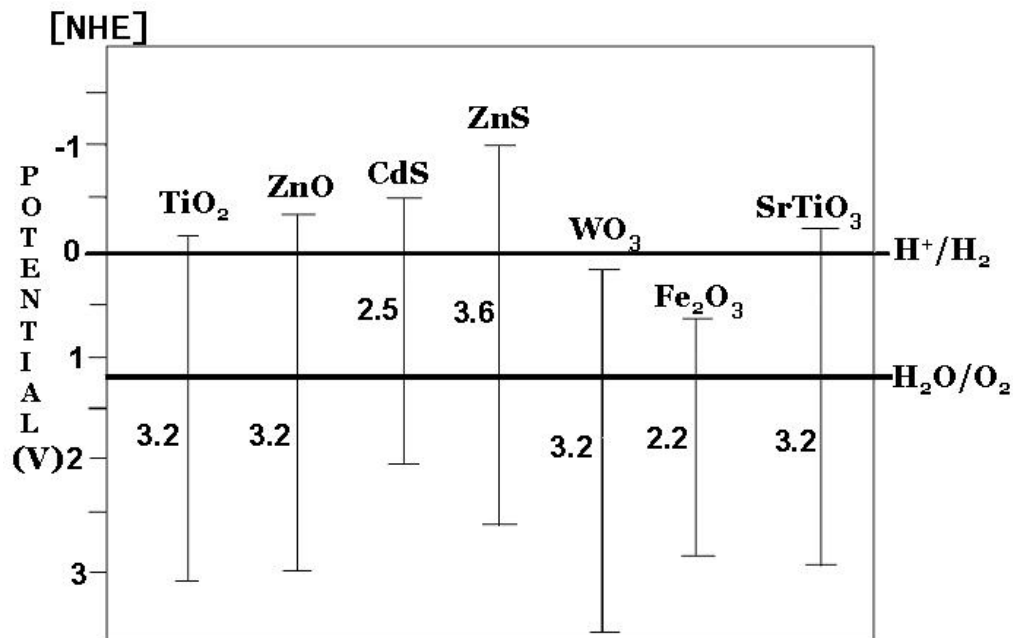 [NHE]
ZnS
-1
CdS
ZnO
TiO₂
SrTiO₃
WO₃
0
H⁺/H₂
Fe₂O₃
2.5
3.6
1
H₂O/O₂
3.2
3.2
3.2
2.2
3.2
2
3
POTENTIAL
(V)